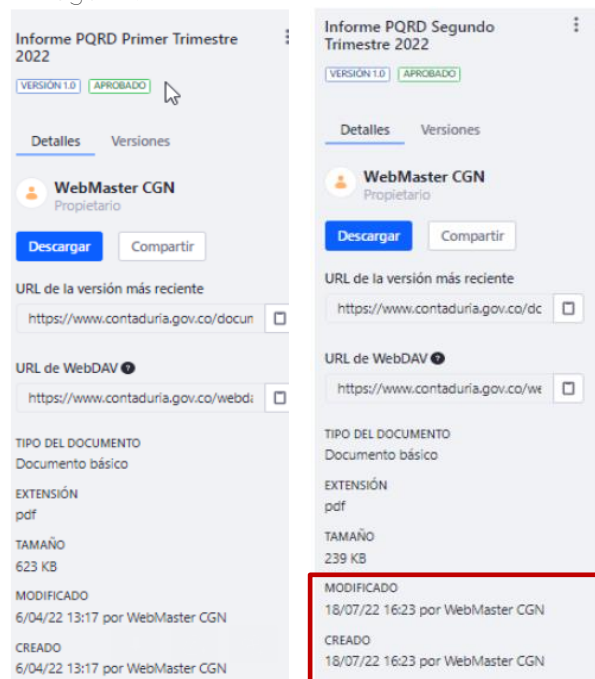 Informe PQRD Primer Trimestre
2022
VERSIÓN 1.0 APROBADO
Detalles Versiones
WebMaster CGN
Propietario
Descargar Compartir
URL de la versión más reciente
https://www.contaduria.gov.co/docun
URL de WebDAV
https://www.contaduria.gov.co/webda
TIPO DEL DOCUMENTO
Documento básico
EXTENSIÓN
pdf
TAMAÑO
623 KB
MODIFICADO
6/04/22 13:17 por WebMaster CGN
CREADO
6/04/22 13:17 por WebMaster CGN
Informe PQRD Segundo
Trimestre 2022
VERSIÓN 1.0 APROBADO
Detalles Versiones
WebMaster CGN
Propietario
Descargar Compartir
URL de la versión más reciente
https://www.contaduria.gov.co/dc
URL de WebDAV
https://www.contaduria.gov.co/we
TIPO DEL DOCUMENTO
Documento básico
EXTENSIÓN
pdf
TAMAÑO
239 KB
MODIFICADO
18/07/22 16:23 por WebMaster CGN
CREADO
18/07/22 16:23 por WebMaster CGN